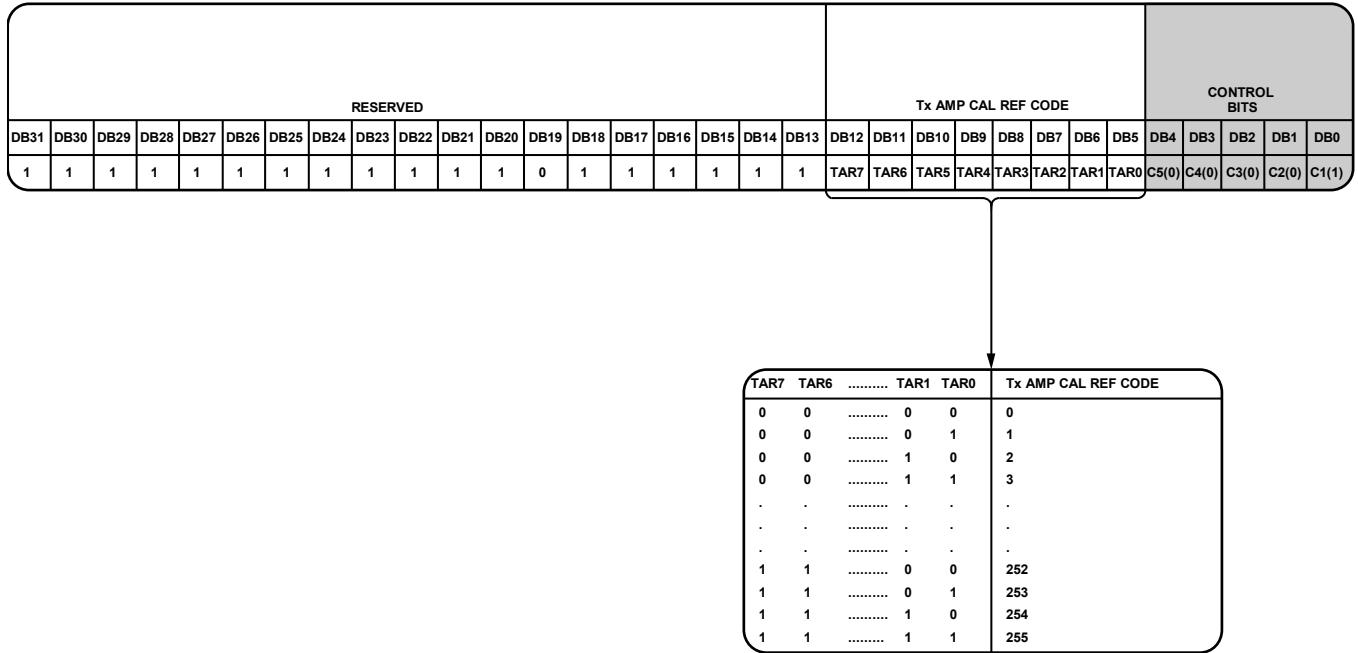 RESERVED Tx AMP CAL REF CODE CONTROL
BITS
DB31 DB30 DB29 DB28 DB27 DB26 DB25 DB24 DB23 DB22 DB21 DB20 DB19 DB18 DB17 DB16 DB15 DB14 DB13 DB12 DB11 DB10 DB9 DB8 DB7 DB6 DB5 DB4 DB3 DB2 DB1 DB0
1 1 1 1 1 1 1 1 1 1 1 1 0 1 1 1 1 1 1 TAR7 TAR6 TAR5 TAR4 TAR3 TAR2 TAR1 TAR0 C5(0) C4(0) C3(0) C2(0) C1(1)
TAR7 TAR6 .......... TAR1 TAR0 Tx AMP CAL REF CODE
0 0 .......... 0 0 0
0 0 .......... 0 1 1
0 0 .......... 1 0 2
0 0 .......... 1 1 3
. . .......... . . .
. . .......... . . .
. . .......... . . .
1 1 .......... 0 0 252
1 1 .......... 0 1 253
1 1 .......... 1 0 254
1 1 ......... 1 1 255